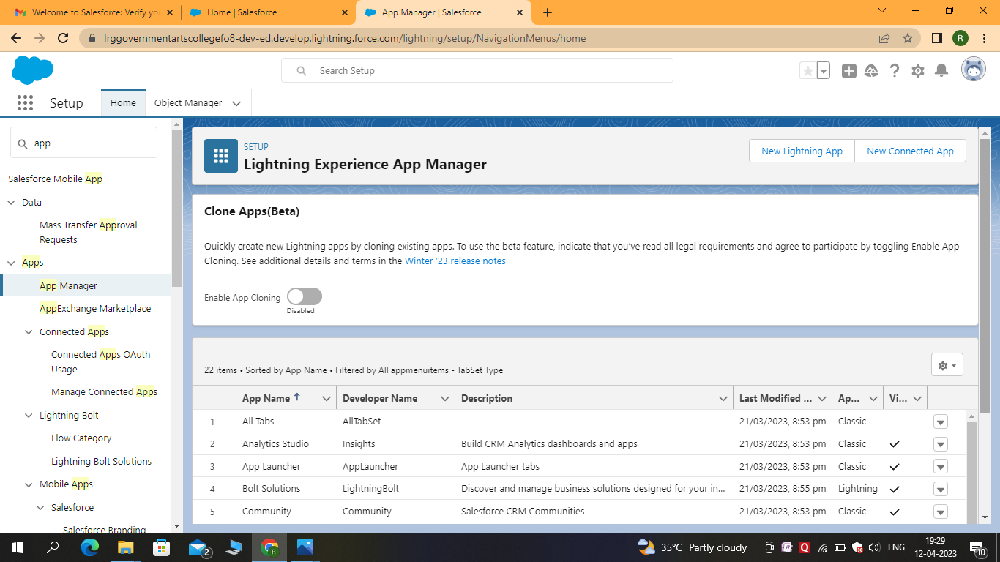 Welcome to Salesforce: Verify yo
Home | Salesforce
App Manager | Salesforce
lrggovernmentartscollegefo8-dev-ed.develop.lightning.force.com/lightning/setup/NavigationMenus/home
R
Search Setup
Setup
Home
Object Manager
app
Salesforce Mobile App
Data
Mass Transfer Approval
Requests
Apps
App Manager
AppExchange Marketplace
Connected Apps
Connected Apps OAuth
Usage
Manage Connected Apps
Lightning Bolt
Flow Category
Lightning Bolt Solutions
Mobile Apps
Salesforce
Salesforce Branding
SETUP
Lightning Experience App Manager
New Lightning App
New Connected App
Clone Apps(Beta)
Quickly create new Lightning apps by cloning existing apps. To use the beta feature, indicate that you’ve read all legal requirements and agree to participate by toggling Enable App
Cloning. See additional details and terms in the Winter ‘23 release notes
Enable App Cloning
Disabled
22 items • Sorted by App Name • Filtered by All appmenuitems - TabSet Type
App Name ↑ Developer Name Description Last Modified ... Ap... Vi...
1 All Tabs AllTabSet 21/03/2023, 8:53 pm Classic
2 Analytics Studio Insights Build CRM Analytics dashboards and apps 21/03/2023, 8:53 pm Classic
3 App Launcher AppLauncher App Launcher tabs 21/03/2023, 8:53 pm Classic
4 Bolt Solutions LightningBolt Discover and manage business solutions designed for your in... 21/03/2023, 8:55 pm Lightning
5 Community Community Salesforce CRM Communities 21/03/2023, 8:53 pm Classic
2
R
35°C Partly cloudy
Q
ENG
19:29
12-04-2023
10